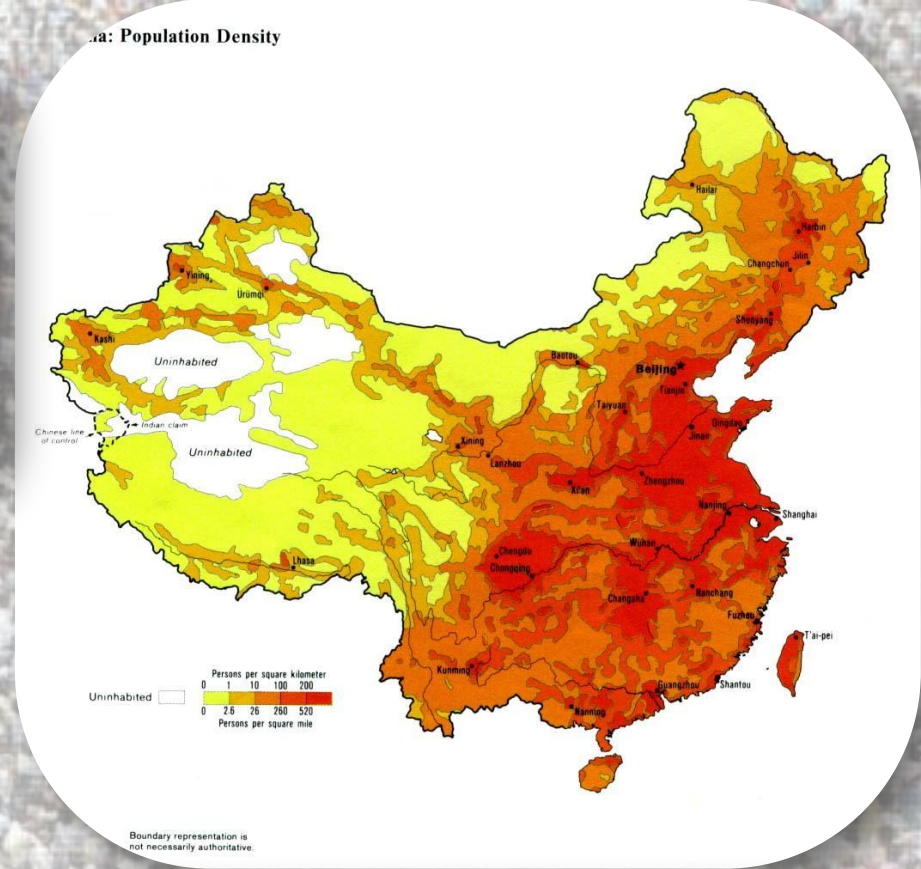 : Population Density
Hailar
Harbin
Jilin
Changchun
Yining
Ürümqi
Shenyang
Kashi
Uninhabited
Baotou
Beijing
Tianjin
Taiyuan
Chinese line
of control
Indian claim
Uninhabited
Xining
Lanzhou
Jinan
Qingdao
Xi'an
Zhengzhou
Nanjing
Shanghai
Wuhan
Chengdu
Chongqing
Lhasa
Changsha
Nanchang
Fuzhou
T'ai-pei
Kunming
Guangzhou
Shantou
Nanning
Persons per square kilometer
0 1 10 100 200
Uninhabited
0 2.6 26 260 520
Persons per square mile
Boundary representation is
not necessarily authoritative.